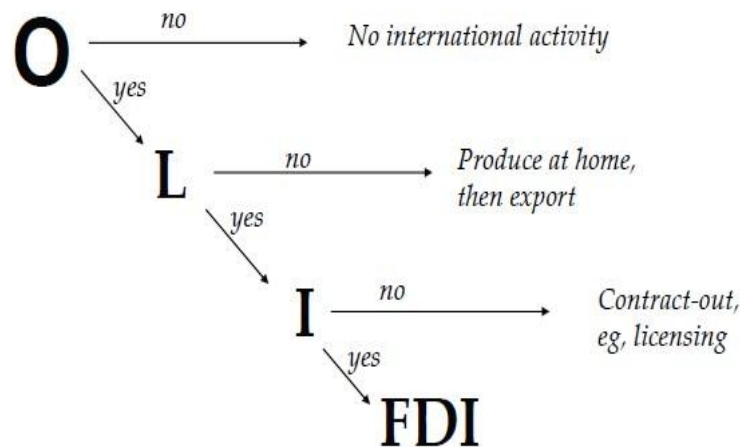 O
no
No international activity
yes
L
no
Produce at home,
then export
yes
I
no
Contract-out,
eg, licensing
yes
FDI